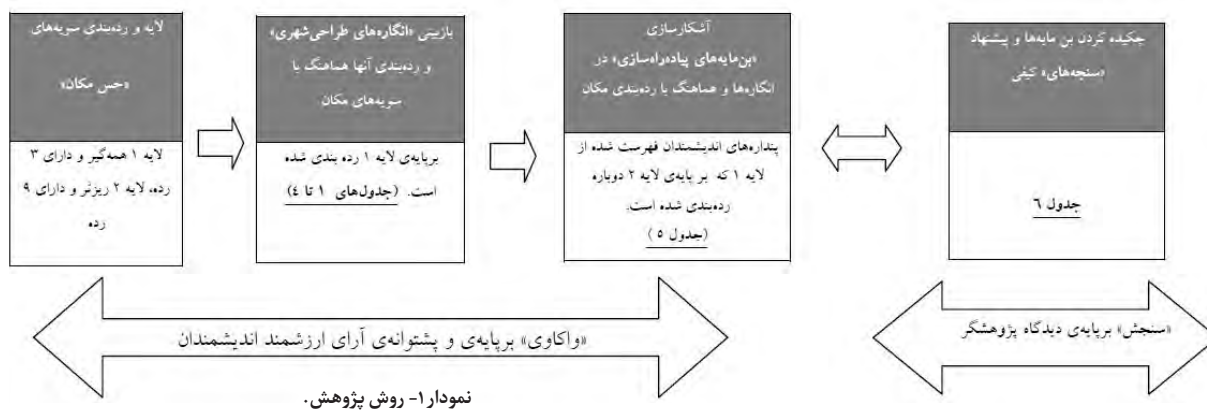 لایه و رده‌بندی سویه‌های
«حس مکان»
لایه ۱ همه‌گیر و دارای ۳
رده، لایه ۲ ریزتر و دارای ۹
رده
بازبینی «انگاره‌های طراحی‌شهری»
و رده‌بندی آنها هماهنگ با
سویه‌های مکان
برپایه‌ی لایه ۱ رده بندی شده
است. (جدول‌های ۱ تا ٤)
آشکارسازی
«بن‌مایه‌های پیاده‌راه‌سازی» در
انگاره‌ها و هماهنگ با رده‌بندی مکان
پنداره‌های اندیشمندان فهرست شده از
لایه ۱ که بر پایه‌ی لایه ۲ دوباره
رده‌بندی شده است.
(جدول ٥ )
چکیده کردن بن مایه‌ها و پیشنهاد
«سنجه‌های» کیفی
جدول ٦
«واکاوی» برپایه‌ی و پشتوانه‌ی آرای ارزشمند اندیشمندان
«سنجش» برپایه‌ی دیدگاه پژوهشگر
نمودار۱- روش پژوهش.